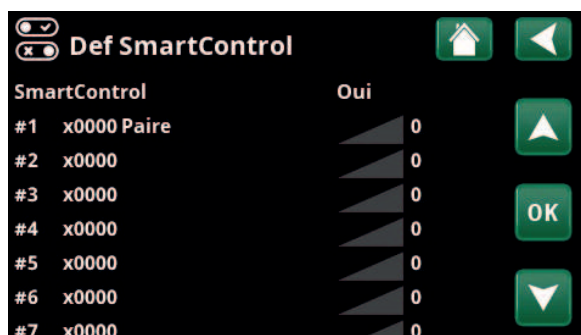 Def SmartControl
SmartControl Oui
#1 x0000 Paire 0
#2 x0000 0
#3 x0000 0
#4 x0000 0
OK
#5 x0000 0
#6 x0000 0
#7 x0000 0